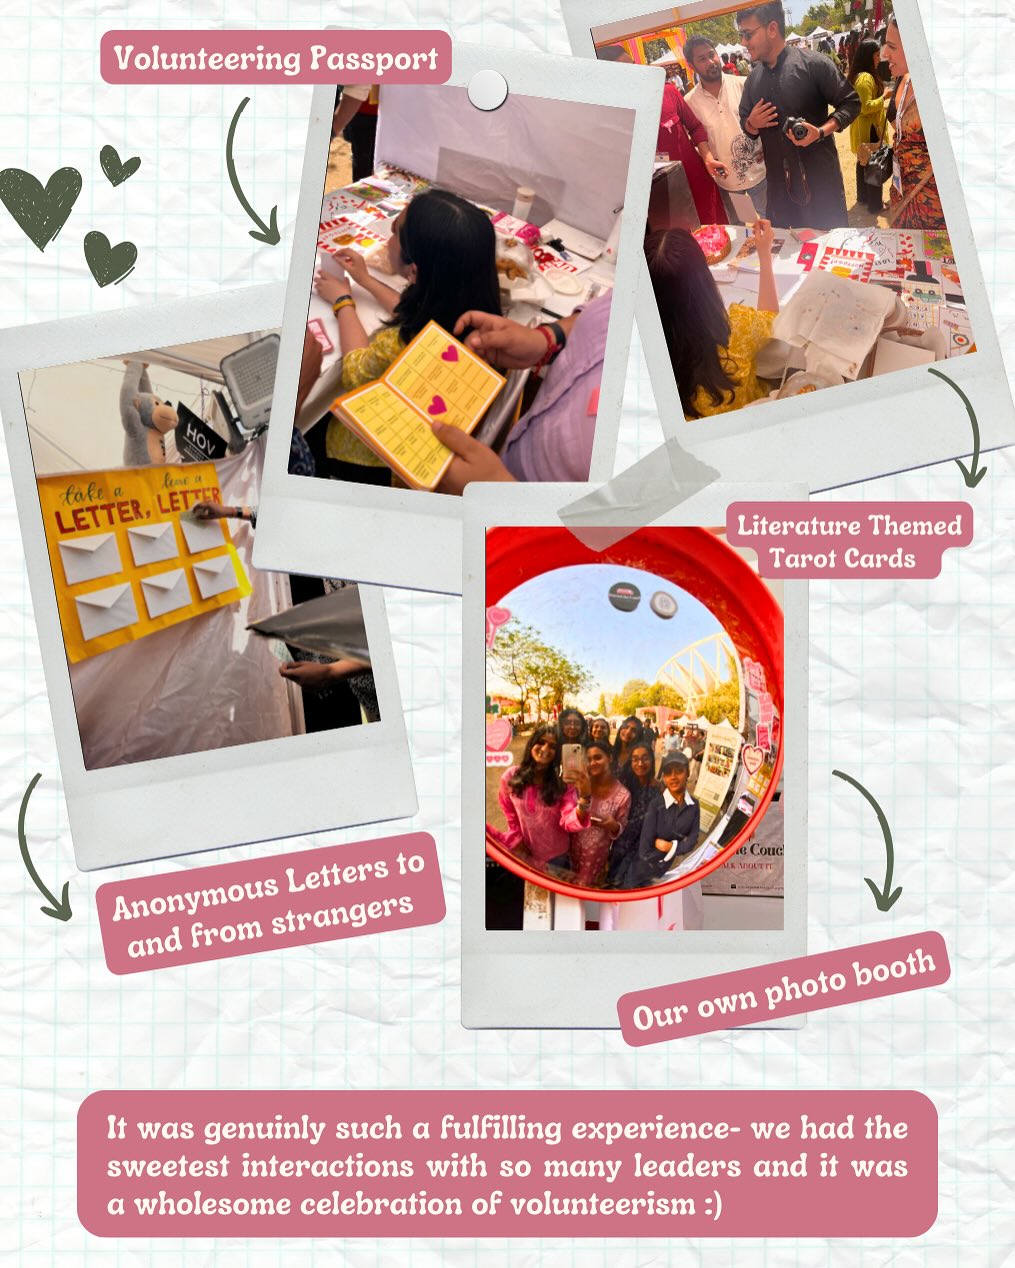 Volunteering Passport
HOV
take a leave a
LETTER, LETTER
Literature Themed
Tarot Cards
Anonymous Letters to
and from strangers
Our own photo booth
It was genuinly such a fulfilling experience- we had the
sweetest interactions with so many leaders and it was
a wholesome celebration of volunteerism :)